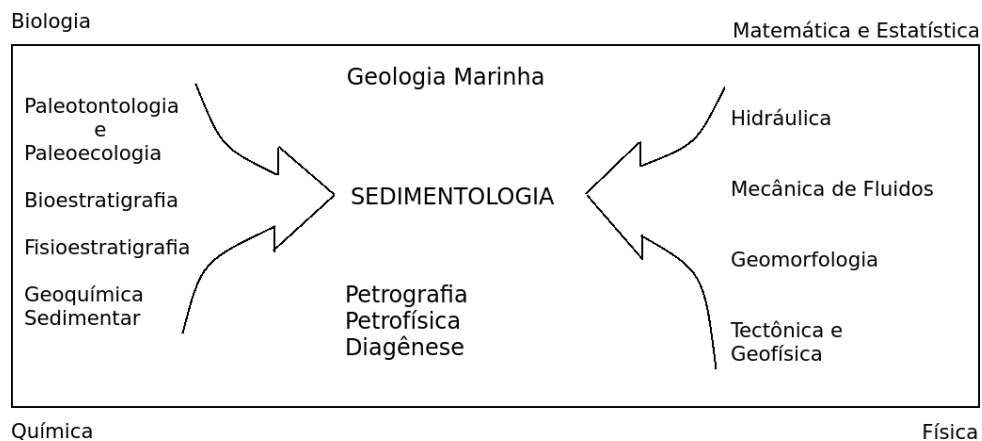 Biologia
Matemática e Estatística
Geologia Marinha
Paleotontologia
e
Paleoecologia
Bioestratigrafia
Fisioestratigrafia
Geoquímica
Sedimentar
SEDIMENTOLOGIA
Petrografia
Petrofísica
Diagênese
Hidráulica
Mecânica de Fluidos
Geomorfologia
Tectônica e
Geofísica
Química
Física